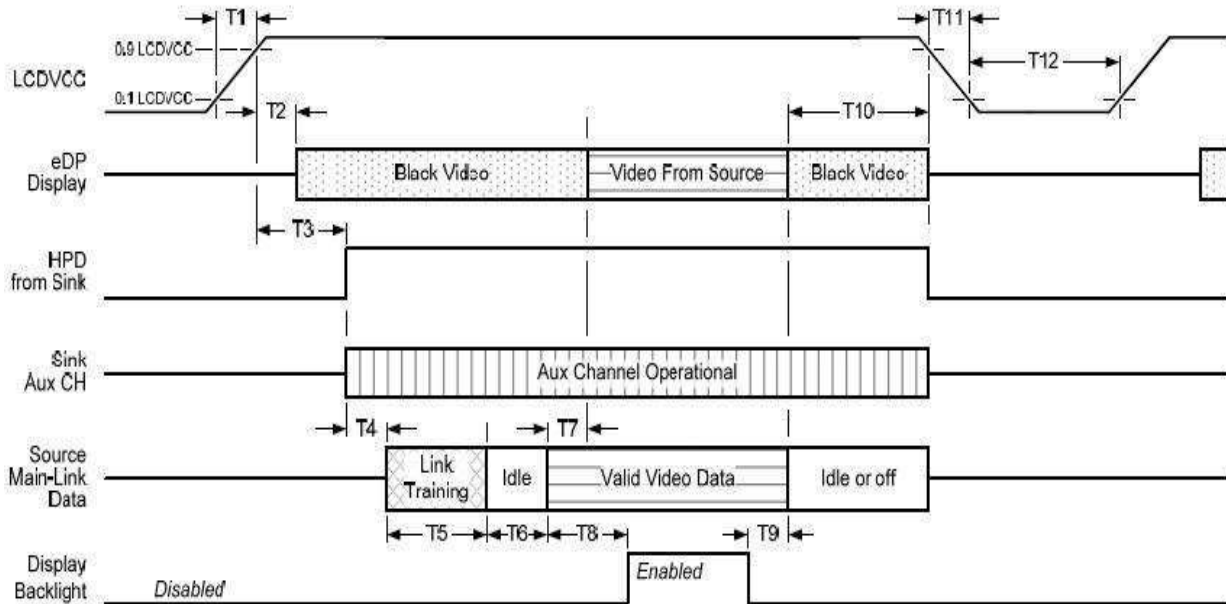 T1
T11
0.9 LCDVCC
LCDVCC
T12
0.1 LCDVCC
T2
T10
eDP
Display
Black Video
Video From Source
Black Video
T3
HPD
from Sink
Sink
Aux CH
Aux Channel Operational
T4
T7
Source
Main-Link
Data
Link
Training
Idle
Valid Video Data
Idle or off
T5
T6
T8
T9
Display
Backlight
Disabled
Enabled